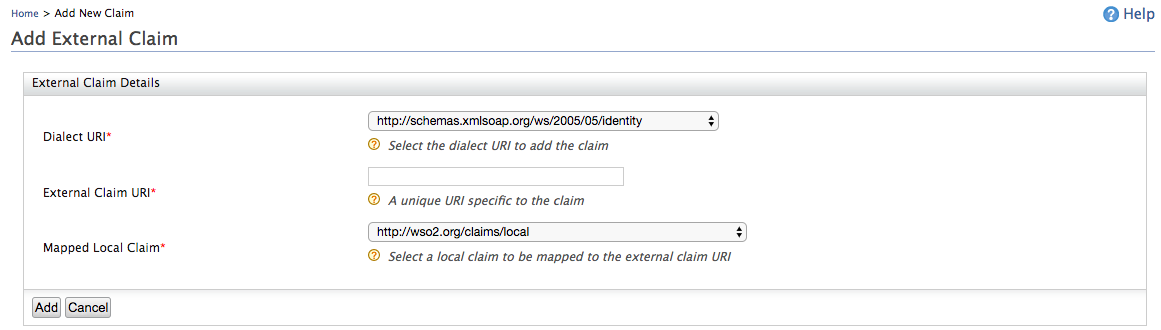 Home > Add New Claim
Help
Add External Claim
External Claim Details
Dialect URI*
http://schemas.xmlsoap.org/ws/2005/05/identity
Select the dialect URI to add the claim
External Claim URI*
A unique URI specific to the claim
Mapped Local Claim*
http://wso2.org/claims/local
Select a local claim to be mapped to the external claim URI
Add Cancel